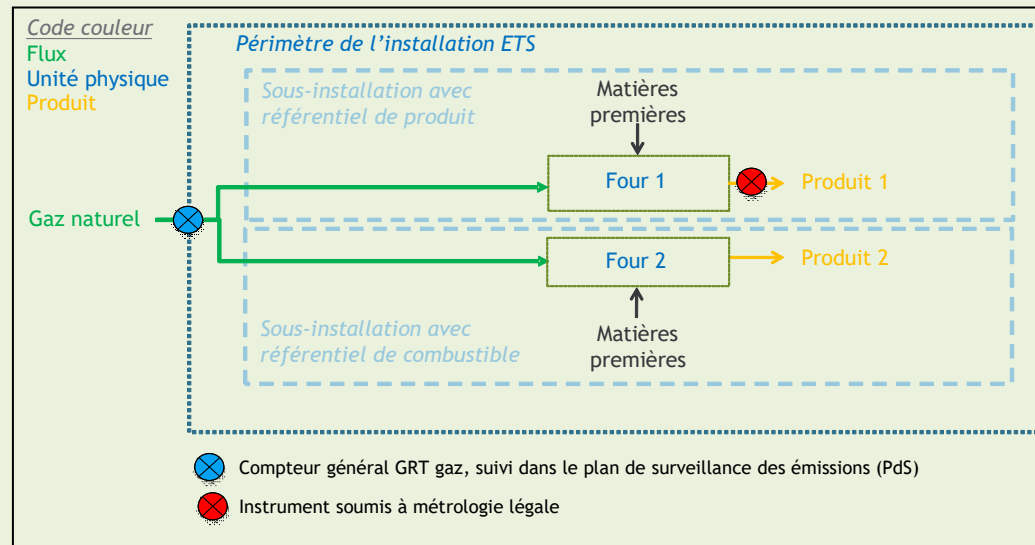 Code couleur
Flux
Unité physique
Produit
Périmètre de l’installation ETS
Sous-installation avec
référentiel de produit
Matières
premières
Four 1
Produit 1
Gaz naturel
Four 2
Produit 2
Sous-installation avec
référentiel de combustible
Matières
premières
Compteur général GRT gaz, suivi dans le plan de surveillance des émissions (PdS)
Instrument soumis à métrologie légale